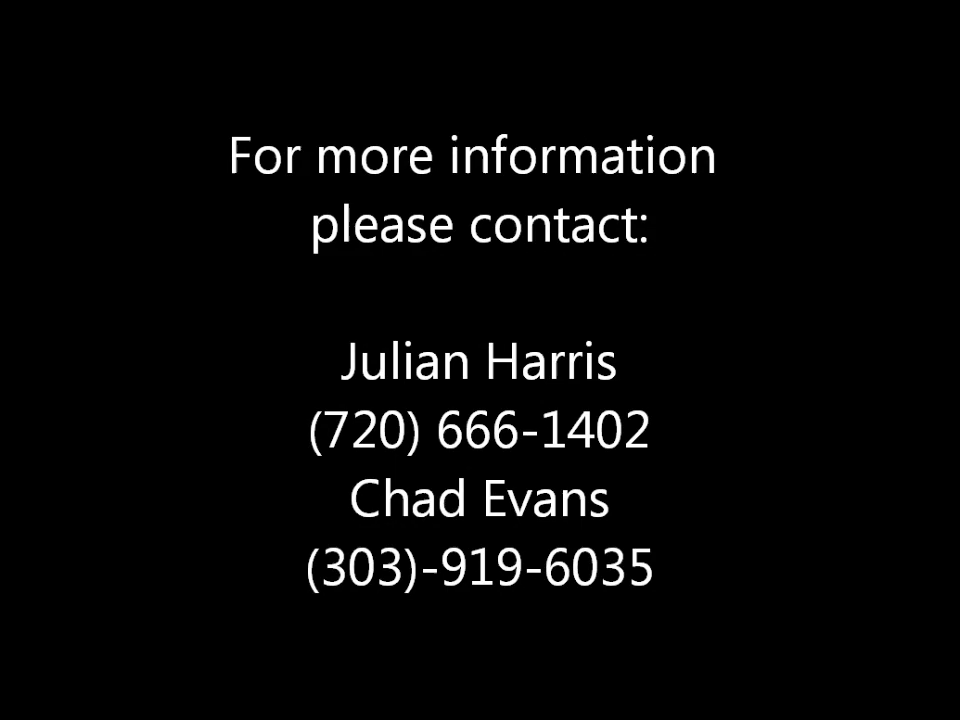 For more information
please contact:
Julian Harris
(720) 666-1402
Chad Evans
(303)-919-6035